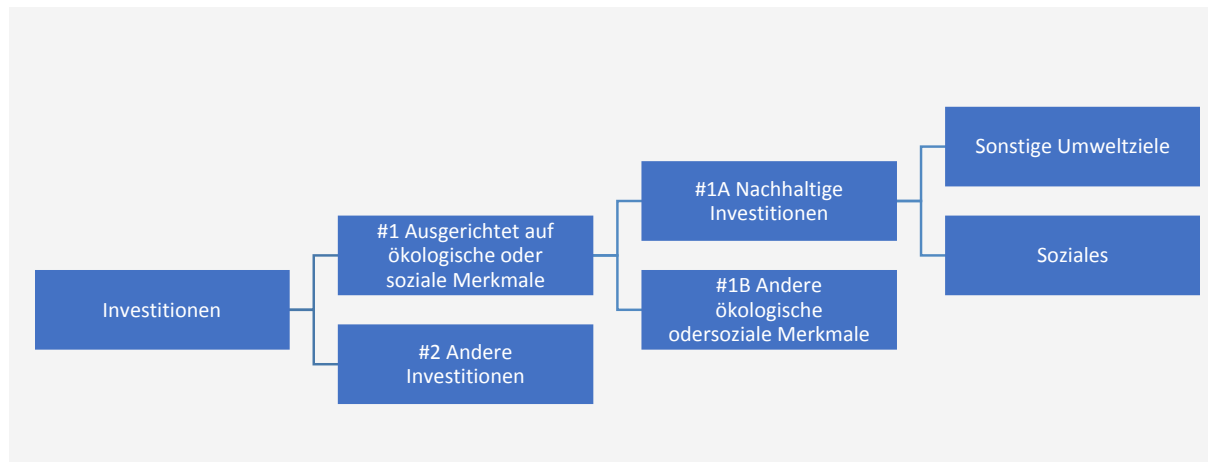 Investitionen
#1 Ausgerichtet auf
ökologische oder
soziale Merkmale
#2 Andere
Investitionen
#1A Nachhaltige
Investitionen
#1B Andere
ökologische
odersoziale Merkmale
Sonstige Umweltziele
Soziales